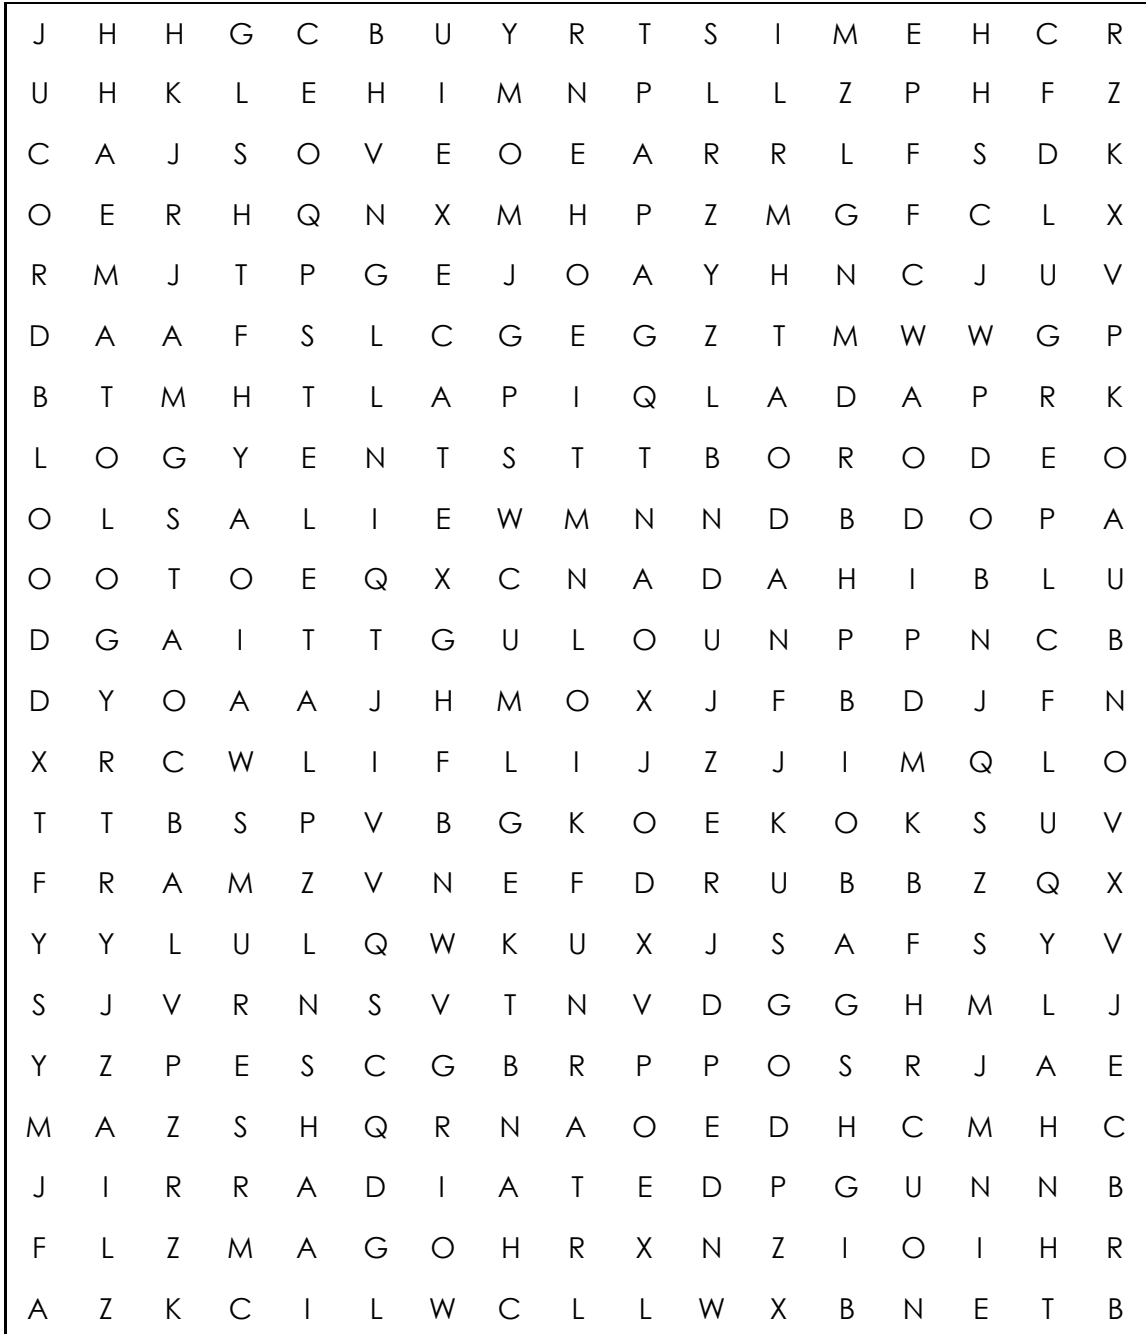 J H H G C B U Y R T S I M E H C R
U H K L E H I M N P L L Z P H F Z
C A J S O V E O E A R R L F S D K
O E R H Q N X M H P Z M G F C L X
R M J T P G E J O A Y H N C J U V
D A A F S L C G E G Z T M W W G P
B T M H T L A P I Q L A D A P R K
L O G Y E N T S T T B O R O D E O
O L S A L I E W M N N D B D O P A
O O T O E Q X C N A D A H I B L U
D G A I T T G U L O U N P P N C B
D Y O A A J H M O X J F B D J F N
X R C W L I F L I J Z J I M Q L O
T T B S P V B G K O E K O K S U V
F R A M Z V N E F D R U B B Z Q X
Y Y L U L Q W K U X J S A F S Y V
S J V R N S V T N V D G G H M L J
Y Z P E S C G B R P P O S R J A E
M A Z S H Q R N A O E D H C M H C
J I R R A D I A T E D P G U N N B
F L Z M A G O H R X N Z I O I H R
A Z K C I L W C L L W X B N E T B